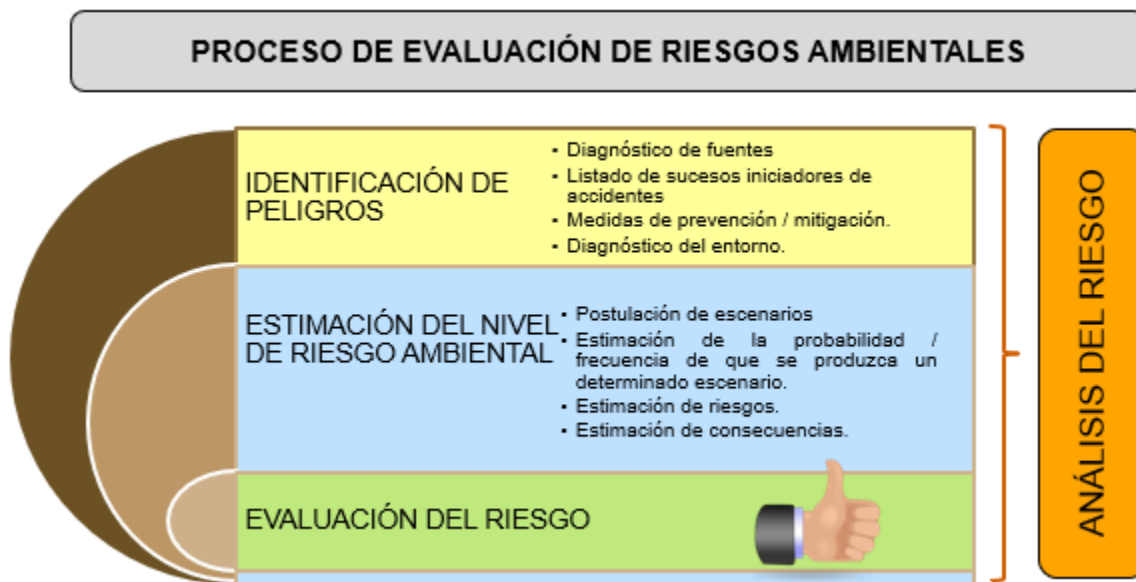 PROCESO DE EVALUACIÓN DE RIESGOS AMBIENTALES
IDENTIFICACIÓN DE
PELIGROS
▪ Diagnóstico de fuentes
▪ Listado de sucesos iniciadores de
accidentes
▪ Medidas de prevención / mitigación.
▪ Diagnóstico del entorno.
ESTIMACIÓN DEL NIVEL
DE RIESGO AMBIENTAL
▪ Postulación de escenarios
▪ Estimación de la probabilidad /
frecuencia de que se produzca un
determinado escenario.
▪ Estimación de riesgos.
▪ Estimación de consecuencias.
EVALUACIÓN DEL RIESGO
ANÁLISIS DEL RIESGO